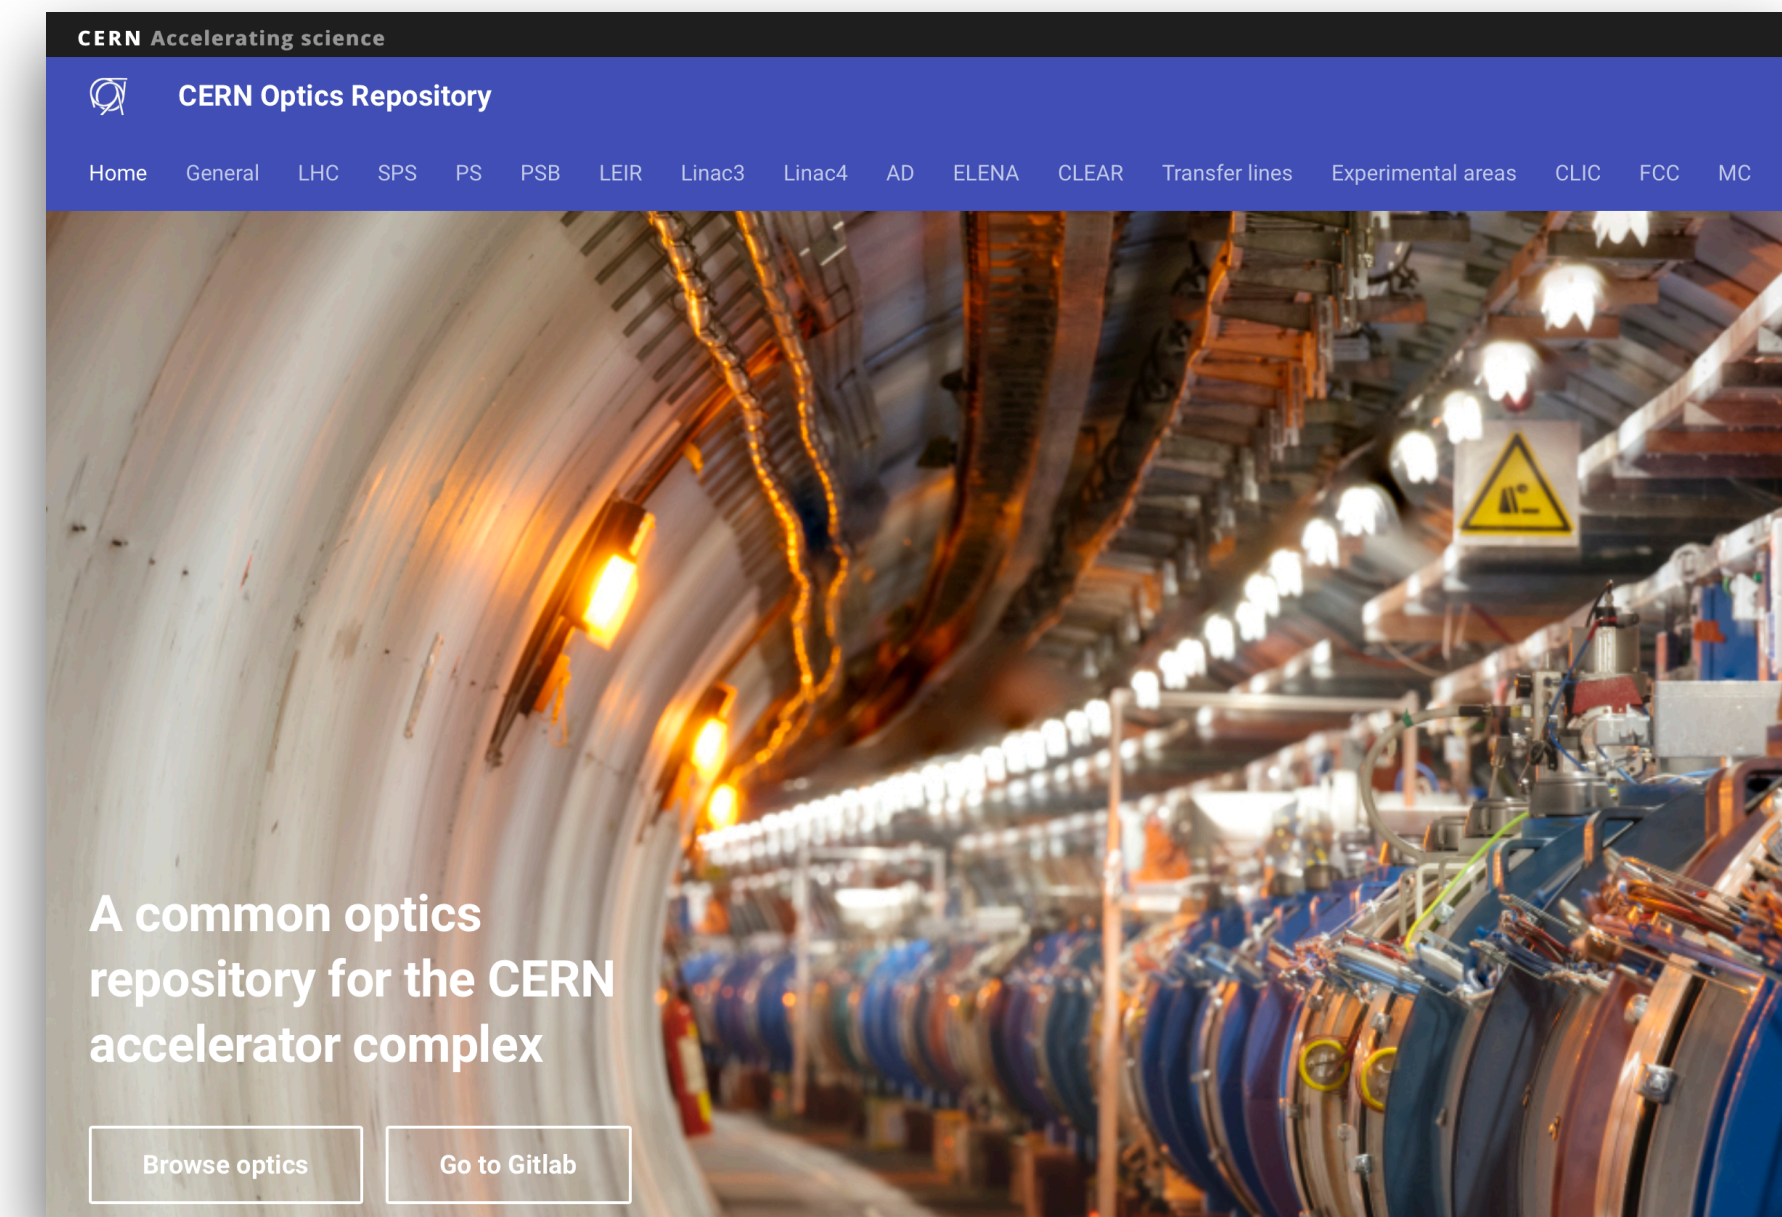 CERN Accelerating science
CERN Optics Repository
Home General LHC SPS PS PSB LEIR Linac3 Linac4 AD ELENA CLEAR Transfer lines Experimental areas CLIC FCC MC
A common optics
repository for the CERN
accelerator complex
Browse optics Go to Gitlab